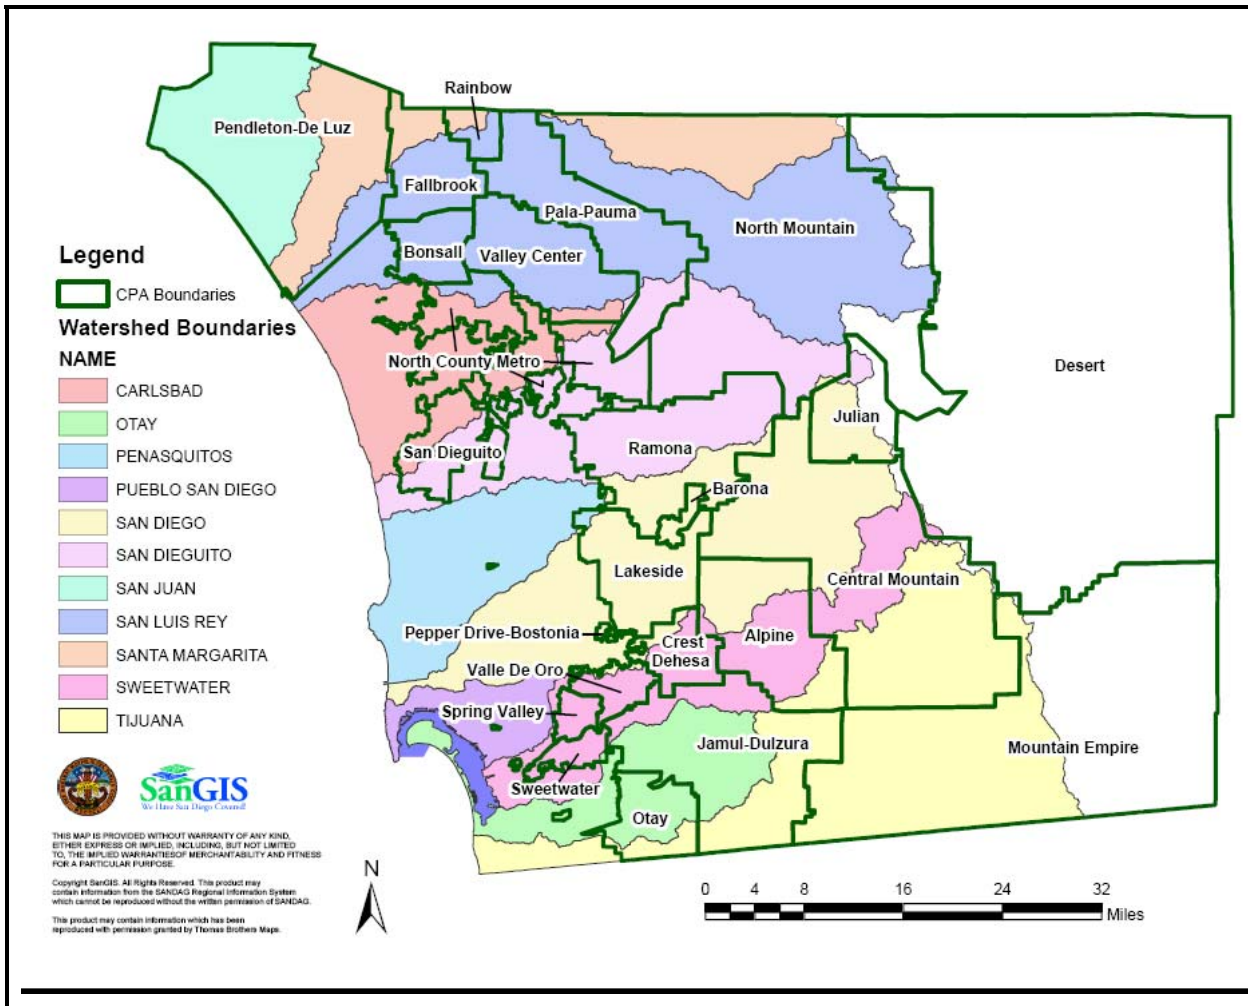 Rainbow
Pendleton-De Luz
Fallbrook
Pala-Pauma
North Mountain
Bonsall
Valley Center
Legend
CPA Boundaries
Watershed Boundaries
NAME
CARLSBAD
OTAY
PENASQUITOS
PUEBLO SAN DIEGO
SAN DIEGO
SAN DIEGUITO
SAN JUAN
SAN LUIS REY
SANTA MARGARITA
SWEETWATER
TIJUANA
North County Metro
Desert
Julian
San Dieguito
Ramona
Barona
Lakeside
Central Mountain
Pepper Drive-Bostonia
Crest
Dehesa
Alpine
Valle De Oro
Spring Valley
Jamul-Dulzura
Mountain Empire
Sweetwater
Otay
SanGIS
We Have San Diego Covered!
THIS MAP IS PROVIDED WITHOUT WARRANTY OF ANY KIND,
EITHER EXPRESS OR IMPLIED, INCLUDING, BUT NOT LIMITED
TO, THE IMPLIED WARRANTIESOF MERCHANTABILITY AND FITNESS
FOR A PARTICULAR PURPOSE.
Copyright SanGIS. All Rights Reserved. This product may
contain information from the SANDAG Regional Information System
which cannot be reproduced without the written permission of SANDAG.
This product may contain information which has been
reproduced with permission granted by Thomas Brothers Maps.
N
0 4 8 16 24 32
Miles